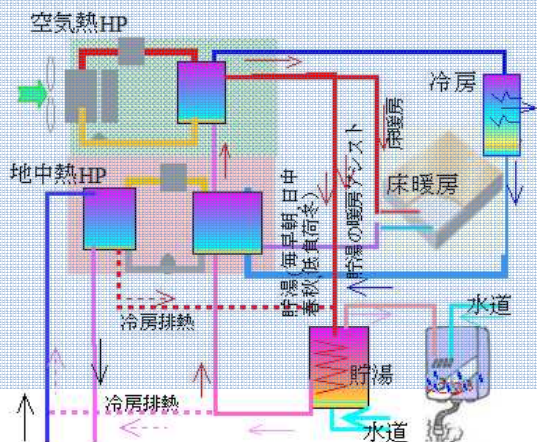 空気熱HP
冷房
床暖房
地中熱HP
床暖房
貯湯(毎早朝 日中
春秋(低負荷冬)
貯湯の暖房アシスト
冷房排熱
水道
貯湯
冷房排熱
水道